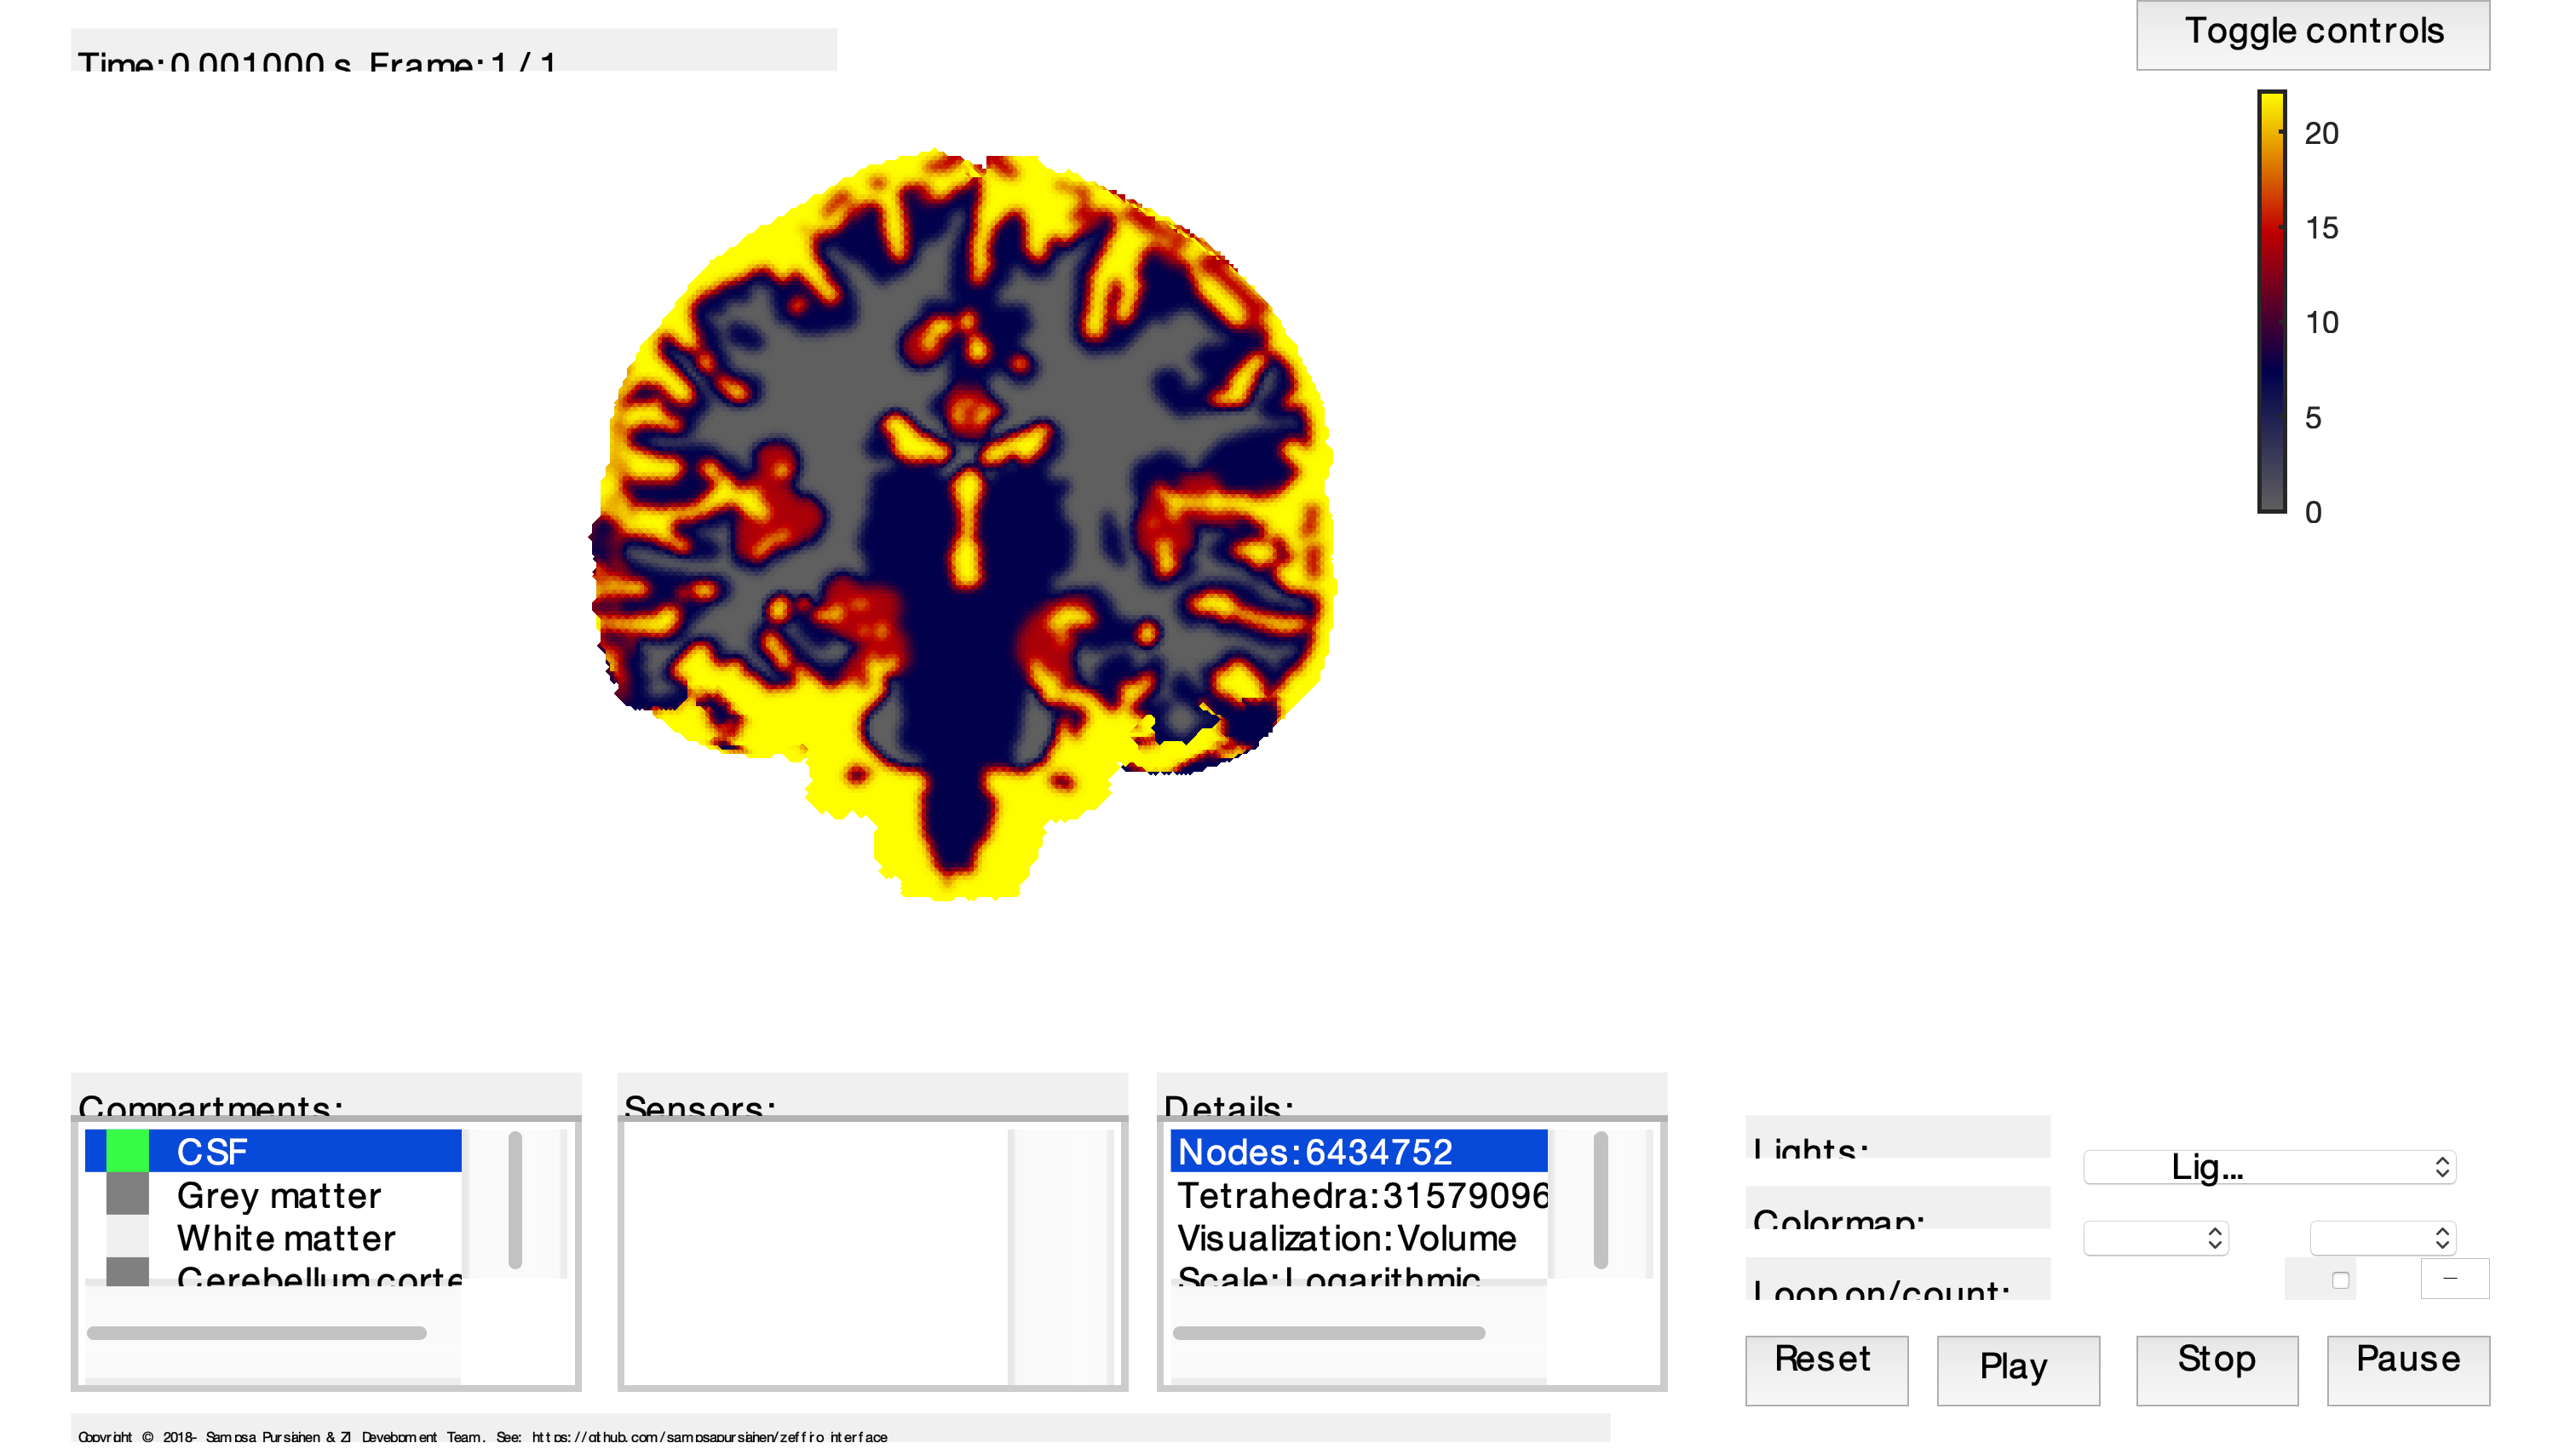 Time: 0.001000 s Frame: 1 / 1
Toggle controls
20
15
10
5
0
Compartments:
CSF
Grey matter
White matter
Cerebellum corte
Sensors:
Details:
Nodes: 6434752
Tetrahedra: 31579096
Visualization: Volume
Scale: Logarithmic
Lights:
Lig...
Colormap:
Loop on/count:
–
Reset
Play
Stop
Pause
Copyright © 2018- Sampsa Pursiainen & ZI Development Team. See: https://github.com/sampsapursiainen/zeffiro_interface